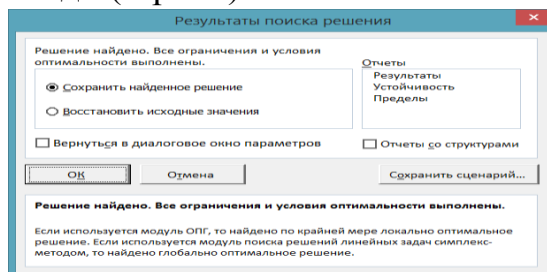 Результаты поиска решения
Решение найдено. Все ограничения и условия
оптимальности выполнены.
Отчеты
Результаты
Устойчивость
Пределы
Сохранить найденное решение
Восстановить исходные значения
Вернуться в диалоговое окно параметров
Отчеты со структурами
ОК
Отмена
Сохранить сценарий...
Решение найдено. Все ограничения и условия оптимальности выполнены.
Если используется модуль ОПГ, то найдено по крайней мере локально оптимальное
решение. Если используется модуль поиска решений линейных задач симплекс-
методом, то найдено глобально оптимальное решение.